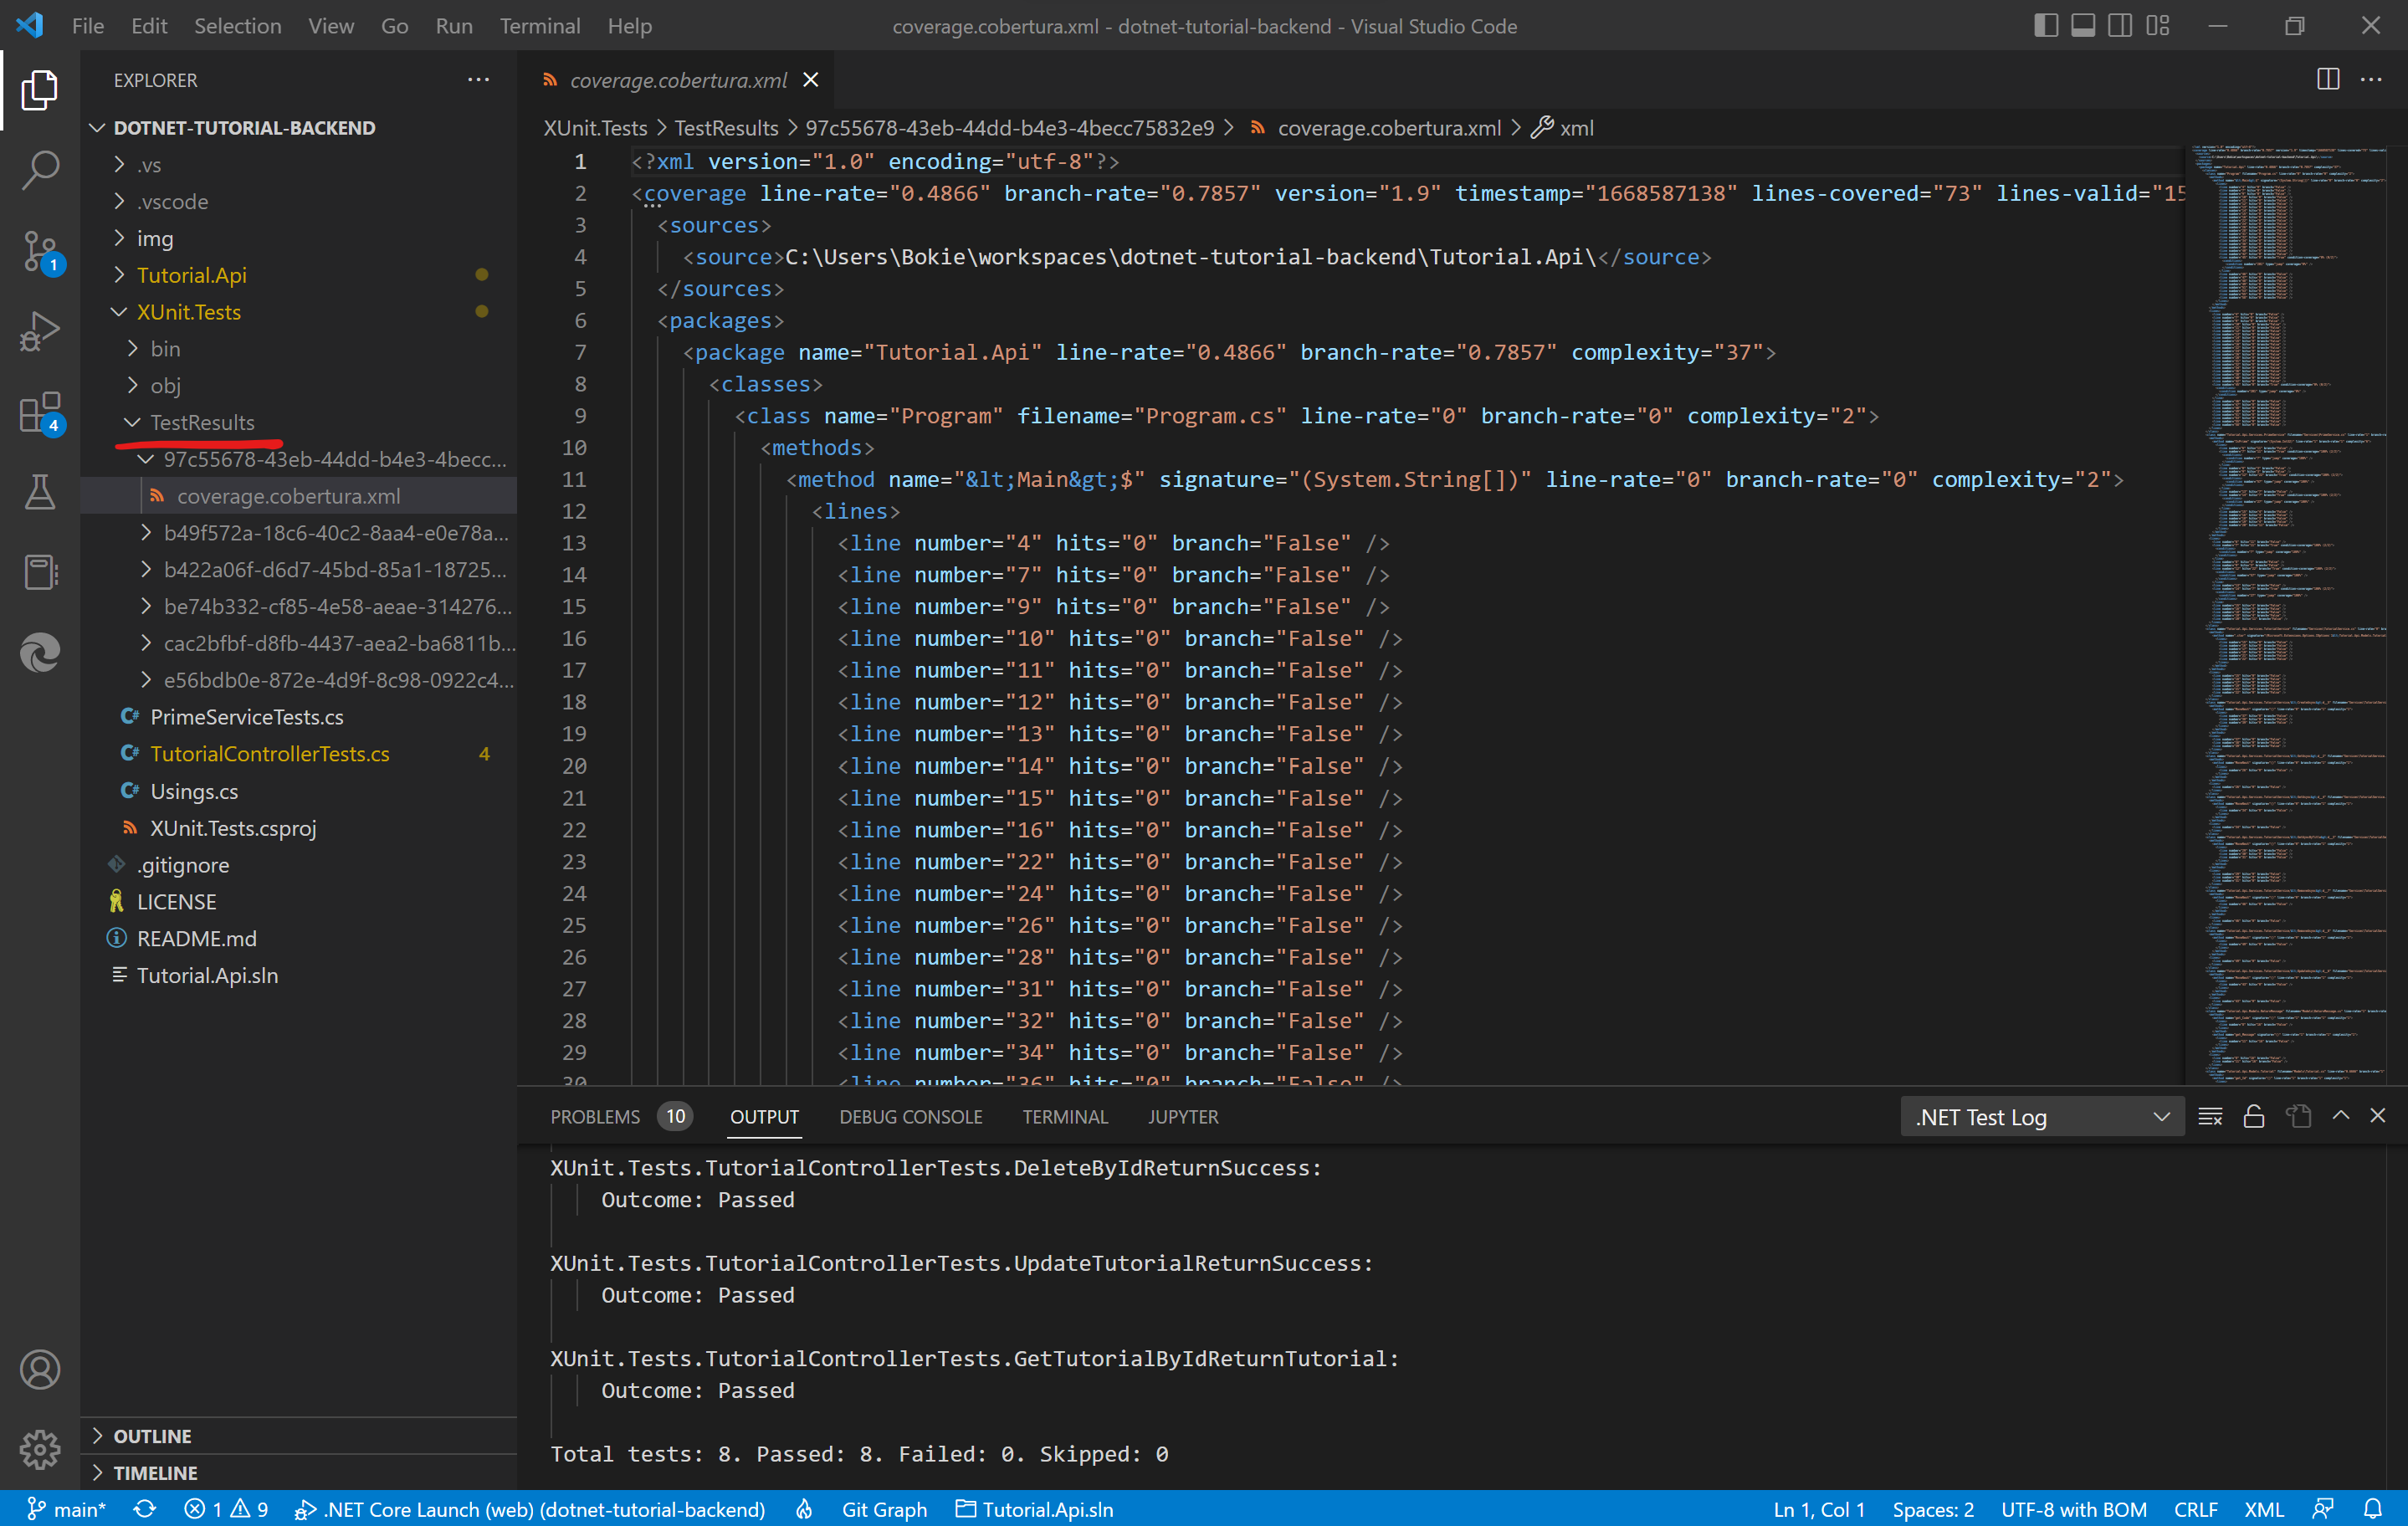 File Edit Selection View Go Run Terminal Help
coverage.cobertura.xml - dotnet-tutorial-backend - Visual Studio Code
EXPLORER
DOTNET-TUTORIAL-BACKEND
.vs
.vscode
img
Tutorial.Api
XUnit.Tests
bin
obj
TestResults
97c55678-43eb-44dd-b4e3-4becc...
coverage.cobertura.xml
b49f572a-18c6-40c2-8aa4-e0e78a...
b422a06f-d6d7-45bd-85a1-18725...
be74b332-cf85-4e58-aeae-314276...
cac2bfbf-d8fb-4437-aea2-ba6811b...
e56bdb0e-872e-4d9f-8c98-0922c4...
C# PrimeServiceTests.cs
C# TutorialControllerTests.cs 4
C# Usings.cs
XUnit.Tests.csproj
.gitignore
LICENSE
README.md
Tutorial.Api.sln
OUTLINE
TIMELINE
1
4
coverage.cobertura.xml
XUnit.Tests > TestResults > 97c55678-43eb-44dd-b4e3-4becc75832e9 > coverage.cobertura.xml > xml
1 <?xml version="1.0" encoding="utf-8"?>
2 <coverage line-rate="0.4866" branch-rate="0.7857" version="1.9" timestamp="1668587138" lines-covered="73" lines-valid="15
3 <sources>
4 <source>C:\Users\Bokie\workspaces\dotnet-tutorial-backend\Tutorial.Api\</source>
5 </sources>
6 <packages>
7 <package name="Tutorial.Api" line-rate="0.4866" branch-rate="0.7857" complexity="37">
8 <classes>
9 <class name="Program" filename="Program.cs" line-rate="0" branch-rate="0" complexity="2">
10 <methods>
11 <method name="&lt;Main&gt;$" signature="(System.String[])" line-rate="0" branch-rate="0" complexity="2">
12 <lines>
13 <line number="4" hits="0" branch="False" />
14 <line number="7" hits="0" branch="False" />
15 <line number="9" hits="0" branch="False" />
16 <line number="10" hits="0" branch="False" />
17 <line number="11" hits="0" branch="False" />
18 <line number="12" hits="0" branch="False" />
19 <line number="13" hits="0" branch="False" />
20 <line number="14" hits="0" branch="False" />
21 <line number="15" hits="0" branch="False" />
22 <line number="16" hits="0" branch="False" />
23 <line number="22" hits="0" branch="False" />
24 <line number="24" hits="0" branch="False" />
25 <line number="26" hits="0" branch="False" />
26 <line number="28" hits="0" branch="False" />
27 <line number="31" hits="0" branch="False" />
28 <line number="32" hits="0" branch="False" />
29 <line number="34" hits="0" branch="False" />
30 <line number="36" hits="0" branch="False" />
PROBLEMS 10 OUTPUT DEBUG CONSOLE TERMINAL JUPYTER .NET Test Log
XUnit.Tests.TutorialControllerTests.DeleteByIdReturnSuccess:
Outcome: Passed
XUnit.Tests.TutorialControllerTests.UpdateTutorialReturnSuccess:
Outcome: Passed
XUnit.Tests.TutorialControllerTests.GetTutorialByIdReturnTutorial:
Outcome: Passed
Total tests: 8. Passed: 8. Failed: 0. Skipped: 0
main* 1 9 .NET Core Launch (web) (dotnet-tutorial-backend) Git Graph Tutorial.Api.sln Ln 1, Col 1 Spaces: 2 UTF-8 with BOM CRLF XML